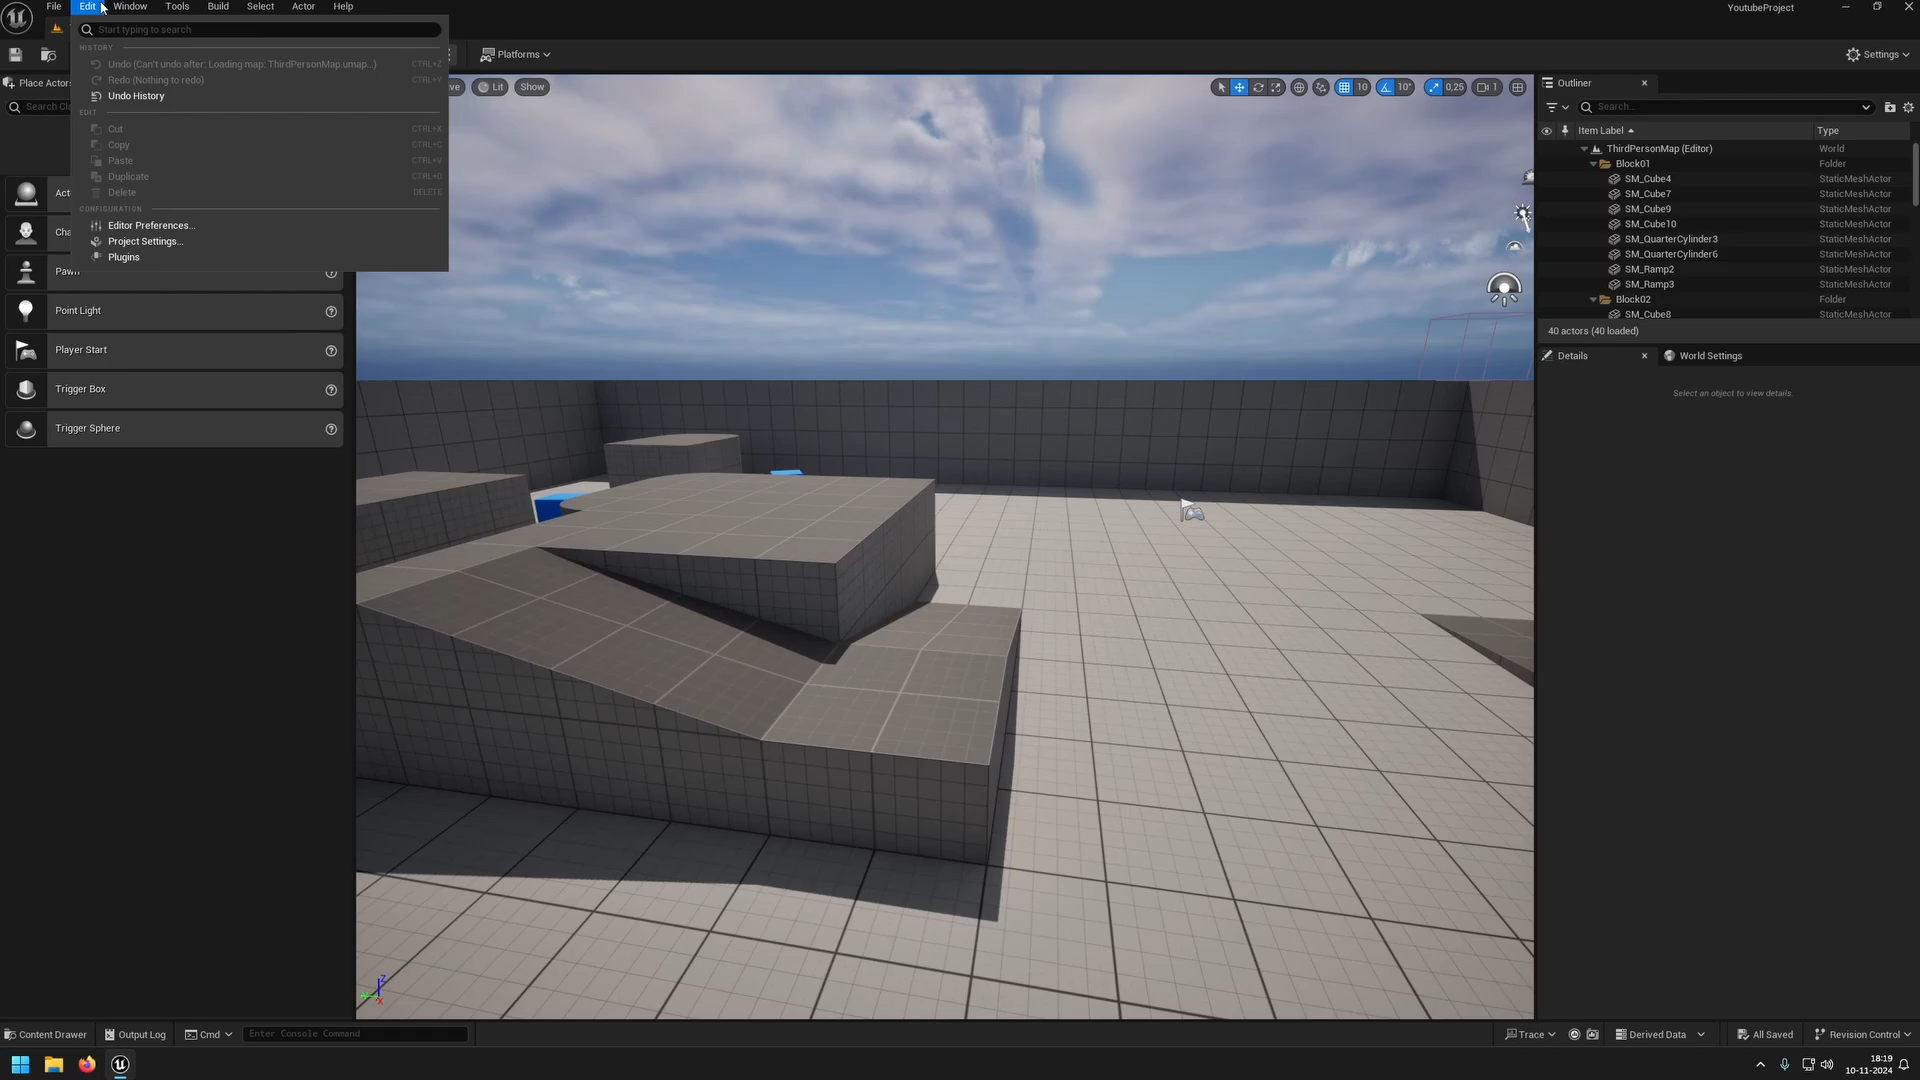 File Edit Window Tools Build Select Actor Help
YoutubeProject
Start typing to search
HISTORY
Undo (Can't undo after: Loading map: ThirdPersonMap.umap...) CTRL+Z
Redo (Nothing to redo) CTRL+Y
Undo History
EDIT
Cut CTRL+X
Copy CTRL+C
Paste CTRL+V
Duplicate CTRL+D
Delete DELETE
CONFIGURATION
Editor Preferences...
Project Settings...
Plugins
Platforms
Settings
Place Actors
Search Cla
Act
Cha
Pawn
Point Light
Player Start
Trigger Box
Trigger Sphere
ve Lit Show
10 10° 0,25 1
Outliner
Search...
Item Label Type
ThirdPersonMap (Editor) World
Block01 Folder
SM_Cube4 StaticMeshActor
SM_Cube7 StaticMeshActor
SM_Cube9 StaticMeshActor
SM_Cube10 StaticMeshActor
SM_QuarterCylinder3 StaticMeshActor
SM_QuarterCylinder6 StaticMeshActor
SM_Ramp2 StaticMeshActor
SM_Ramp3 StaticMeshActor
Block02 Folder
SM_Cube8 StaticMeshActor
40 actors (40 loaded)
Details World Settings
Select an object to view details.
Z
X
Content Drawer Output Log Cmd Enter Console Command
Trace Derived Data All Saved Revision Control
18:19
10-11-2024